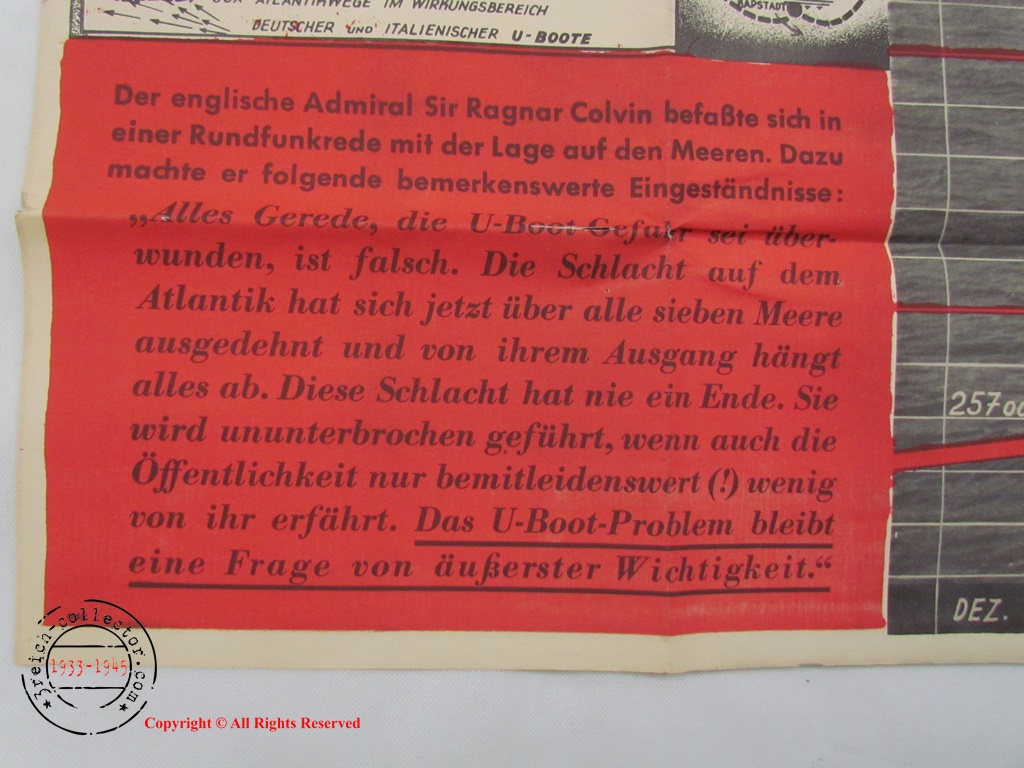 DER ATLANTIKWEGE IM WIRKUNGSBEREICH
DEUTSCHER UND ITALIENISCHER U-BOOTE
KAPSTADT
Der englische Admiral Sir Ragnar Colvin befaßte sich in
einer Rundfunkrede mit der Lage auf den Meeren. Dazu
machte er folgende bemerkenswerte Eingeständnisse:
„Alles Gerede, die U-Boot-Gefahr sei über-
wunden, ist falsch. Die Schlacht auf dem
Atlantik hat sich jetzt über alle sieben Meere
ausgedehnt und von ihrem Ausgang hängt
alles ab. Diese Schlacht hat nie ein Ende. Sie
wird ununterbrochen geführt, wenn auch die
Öffentlichkeit nur bemitleidenswert (!) wenig
von ihr erfährt. Das U-Boot-Problem bleibt
eine Frage von äußerster Wichtigkeit.“
DEZ.
3reich-collector.com
1933-1945
Copyright © All Rights Reserved